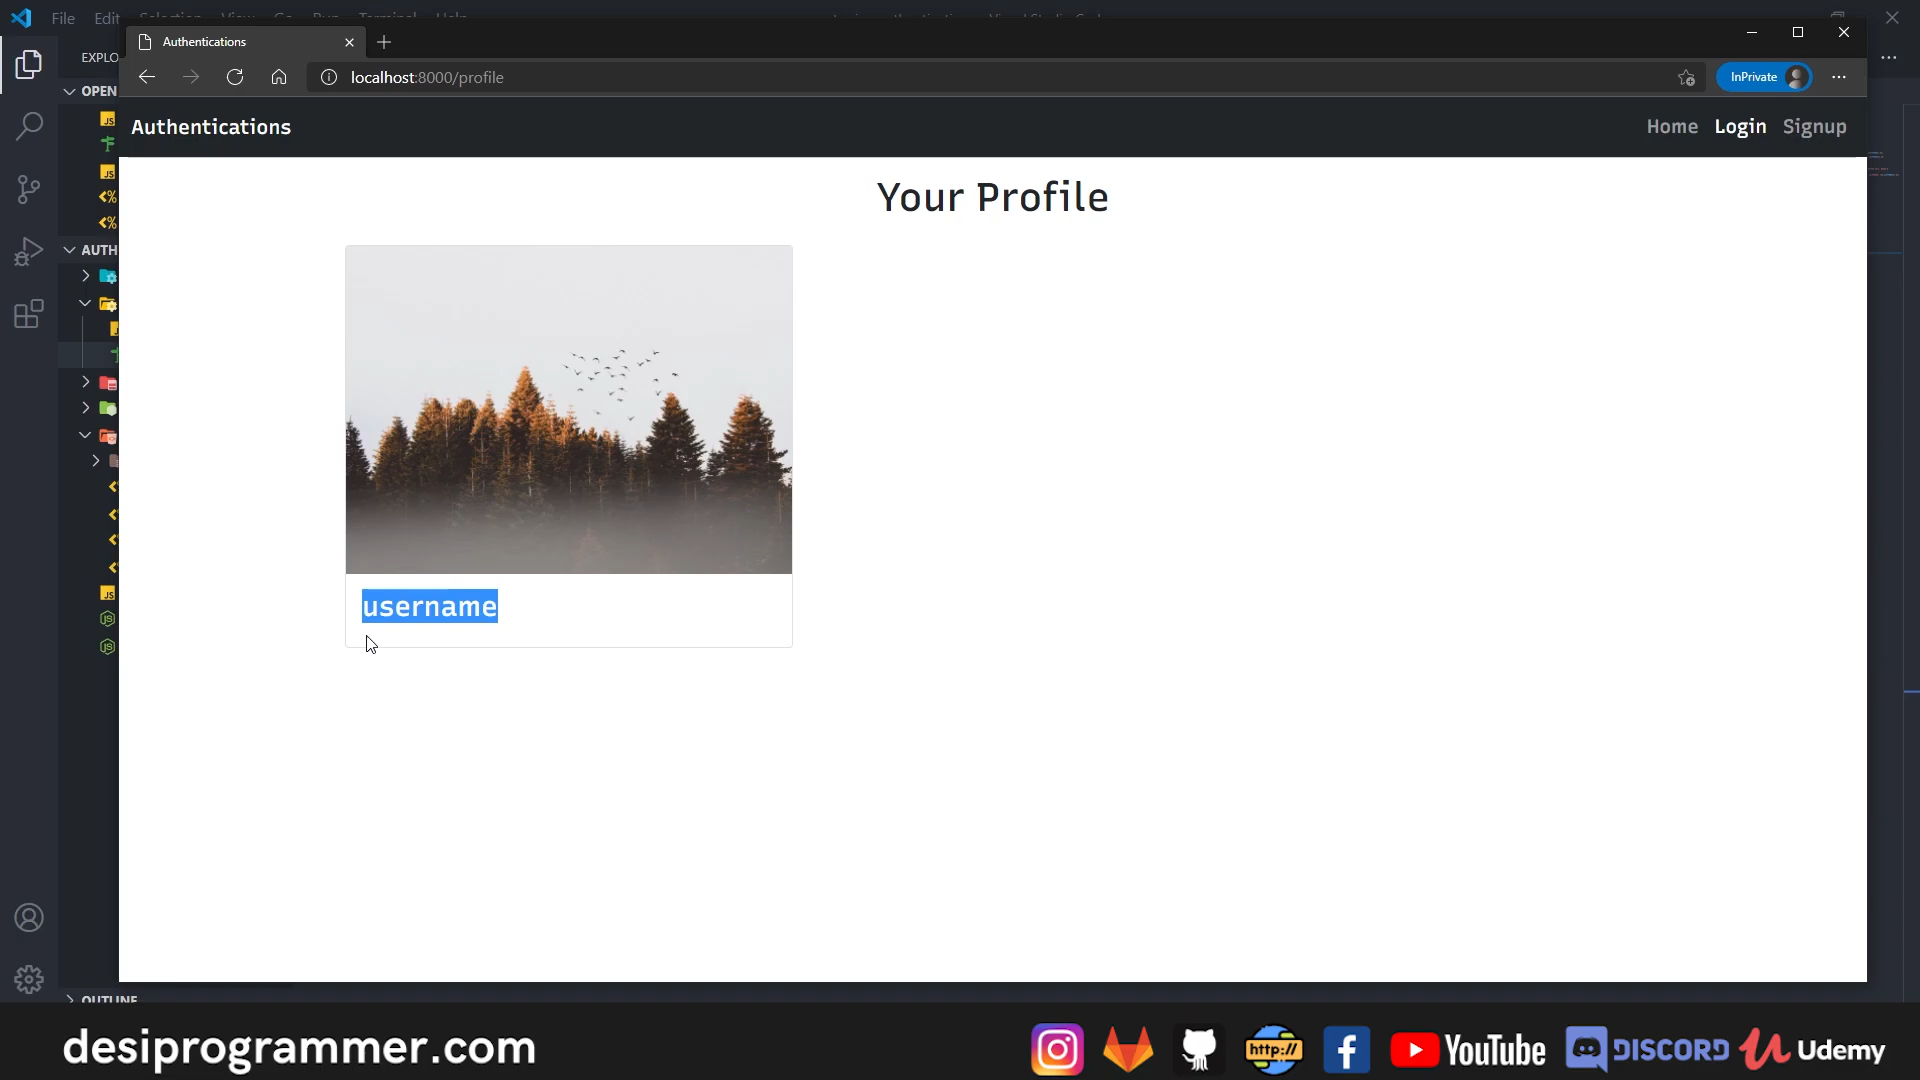 File Edit
Authentications
EXPLO
localhost:8000/profile
InPrivate
OPEN
Authentications
Home Login Signup
Your Profile
AUTH
username
OUTLINE
desiprogrammer.com
http://
YouTube
DISCORD
Udemy